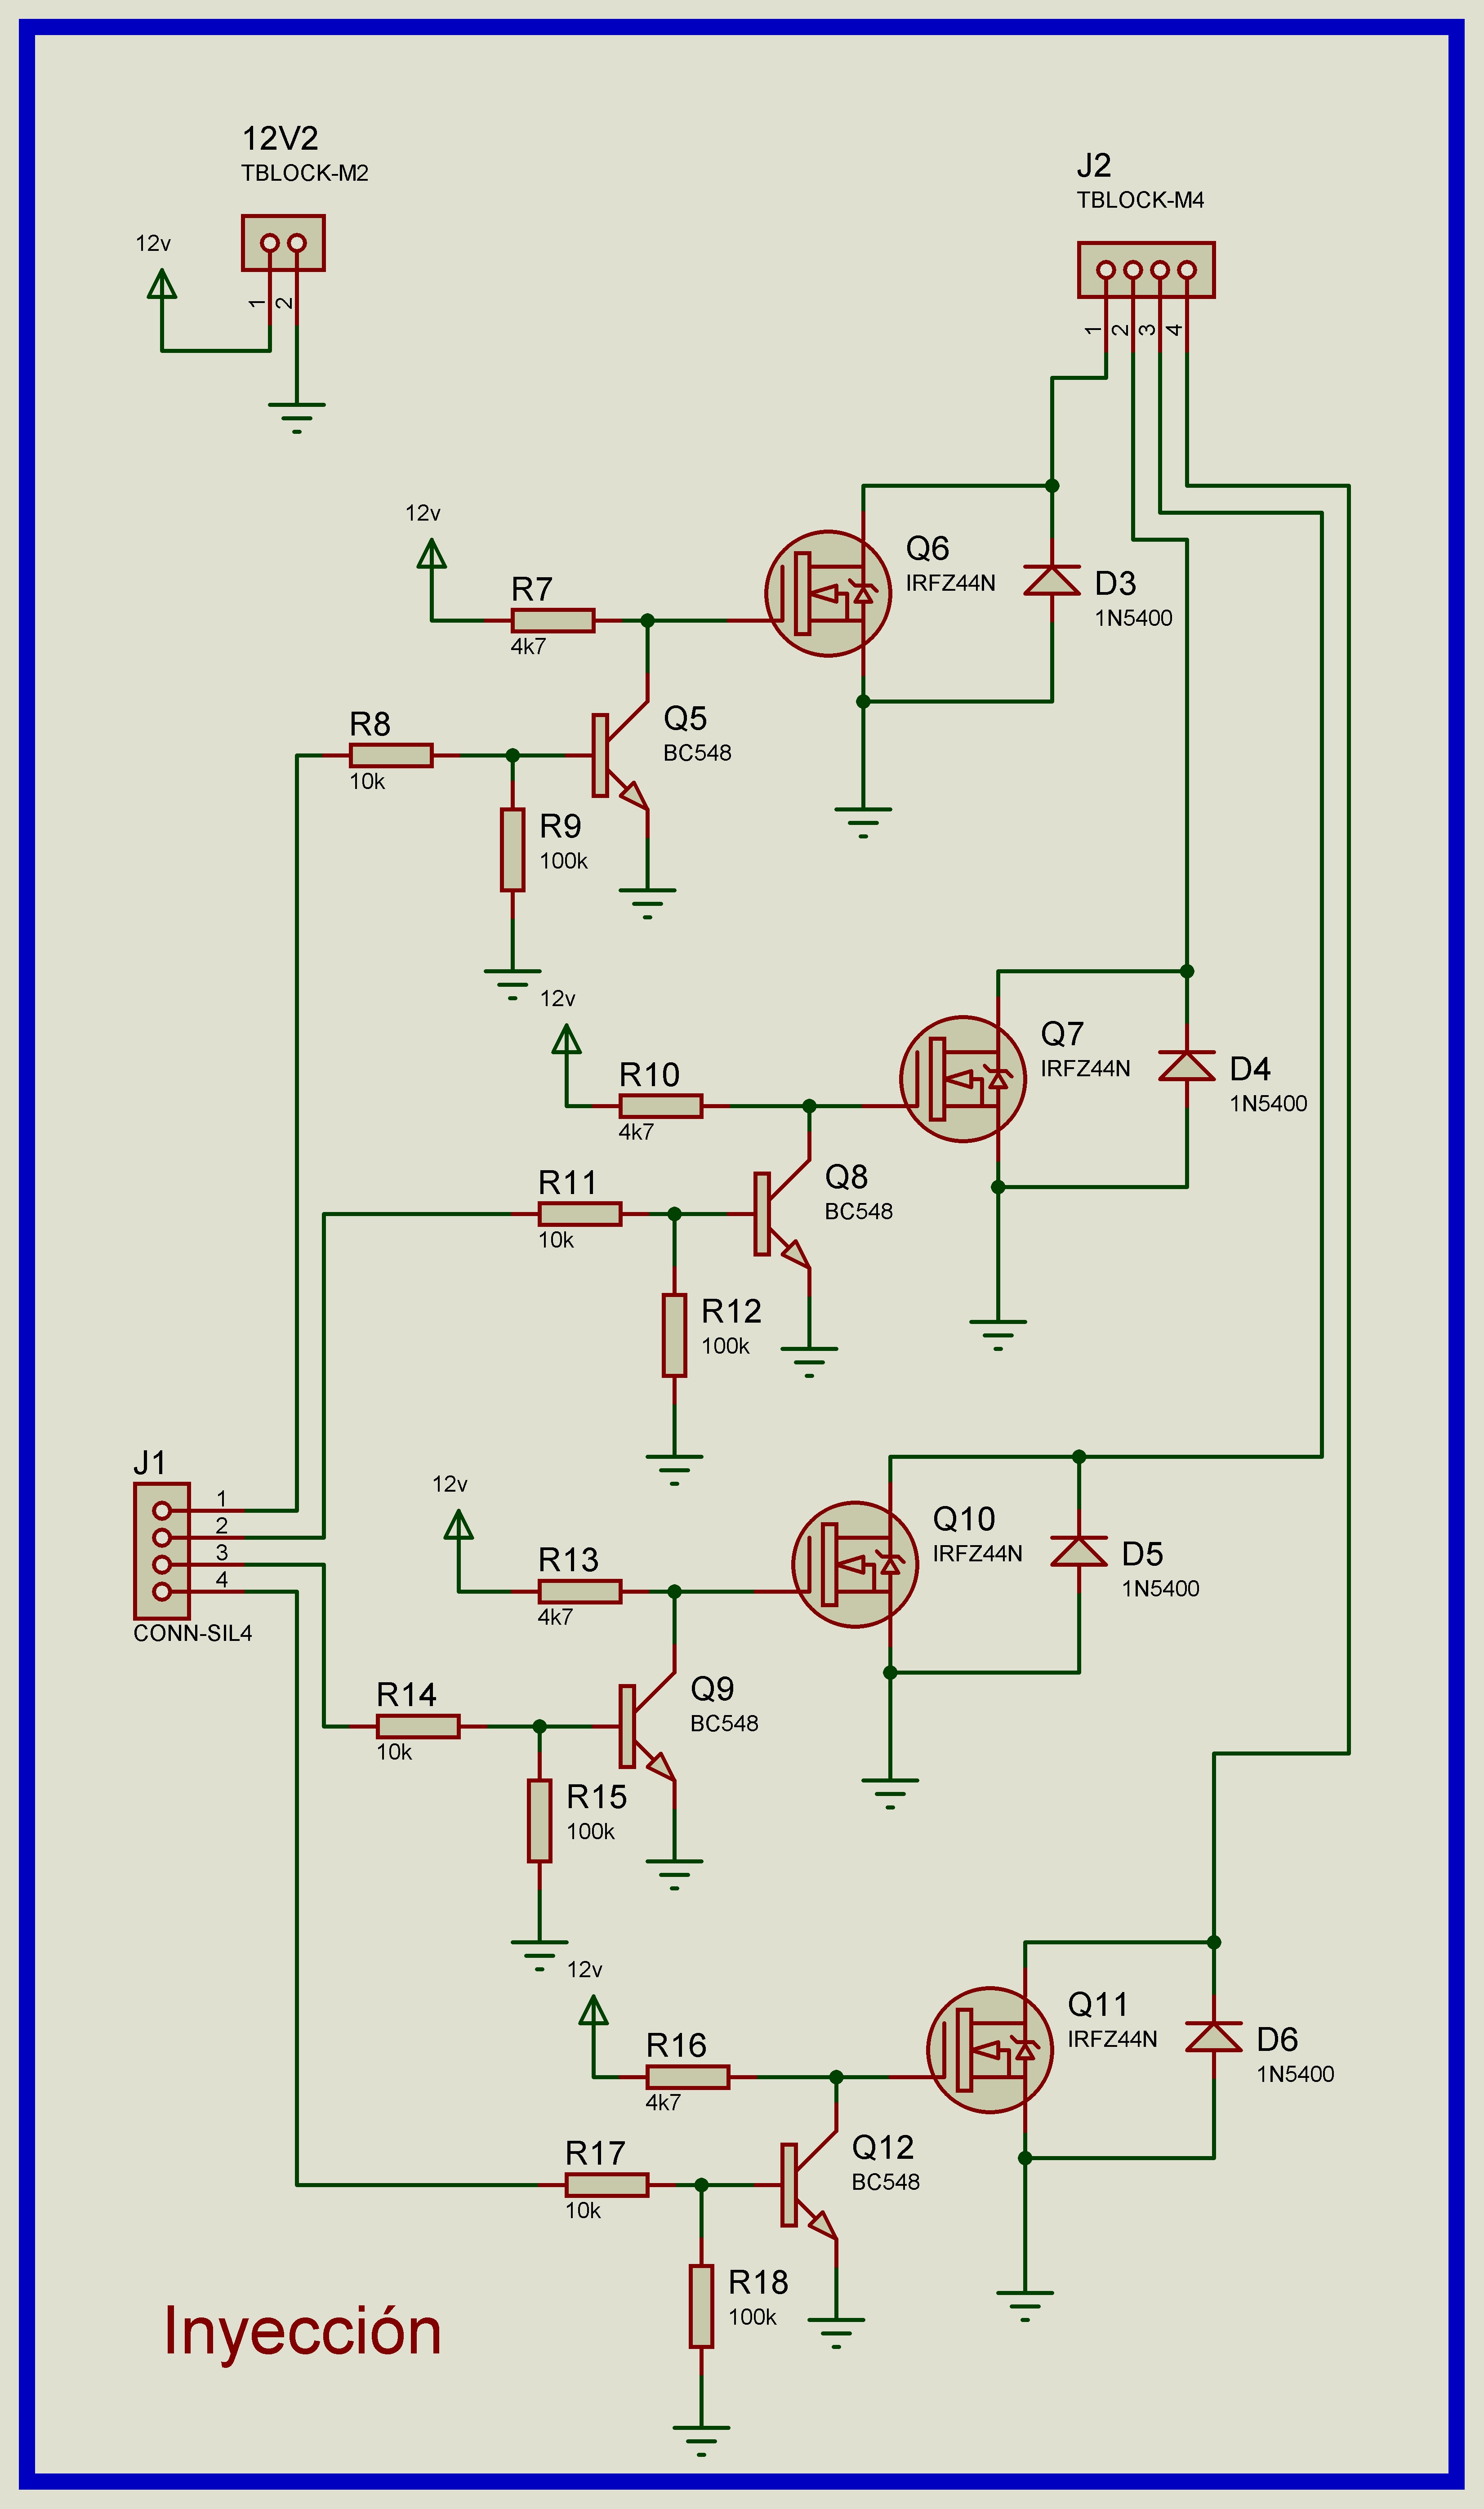 12V2
TBLOCK-M2
12v
1
2
J2
TBLOCK-M4
1
2
3
4
12v
R7
4k7
Q6
IRFZ44N
D3
1N5400
R8
10k
Q5
BC548
R9
100k
12v
R10
4k7
Q7
IRFZ44N
D4
1N5400
R11
10k
Q8
BC548
R12
100k
J1
1
2
3
4
CONN-SIL4
12v
R13
4k7
Q10
IRFZ44N
D5
1N5400
R14
10k
Q9
BC548
R15
100k
12v
R16
4k7
Q11
IRFZ44N
D6
1N5400
R17
10k
Q12
BC548
R18
100k
Inyección